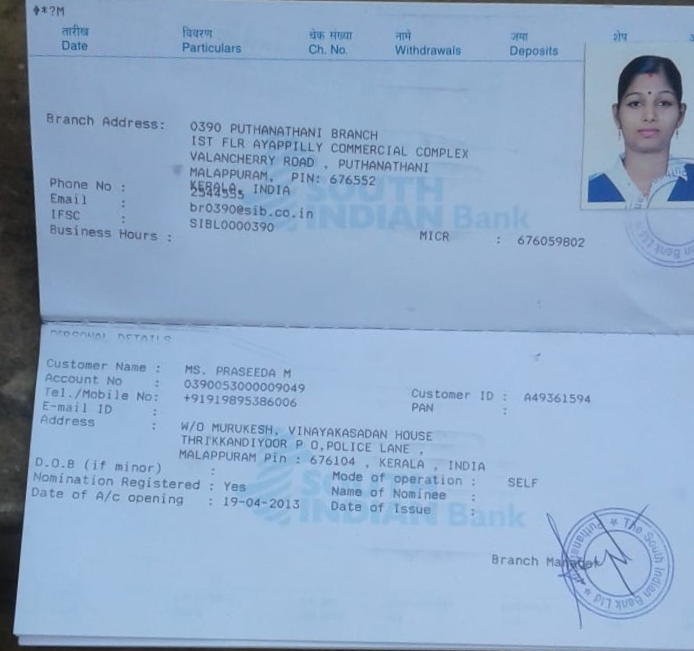 ◆*?M
तारीख विवरण चेक संख्या नामे जमा शेष
Date Particulars Ch. No. Withdrawals Deposits
Branch Address: 0390 PUTHANATHANI BRANCH
IST FLR AYAPPILLY COMMERCIAL COMPLEX
VALANCHERRY ROAD , PUTHANATHANI
MALAPPURAM, PIN: 676552
KERALA, INDIA
Phone No : 2544555
Email : br0390@sib.co.in
IFSC : SIBL0000390
Business Hours : MICR : 676059802
SOUTH
INDIAN Bank
PERSONAL DETAILS
Customer Name : MS. PRASEEDA M
Account No : 0390053000009049 Customer ID : A49361594
Tel./Mobile No: +91919895386006 PAN :
E-mail ID :
Address : W/O MURUKESH, VINAYAKASADAN HOUSE
THRIKKANDIYOOR P O,POLICE LANE ,
MALAPPURAM Pin : 676104 , KERALA , INDIA
D.O.B (if minor) : Mode of operation : SELF
Nomination Registered : Yes Name of Nominee :
Date of A/c opening : 19-04-2013 Date of Issue :
SOUTH
INDIAN Bank
Branch Manager
The South Indian Bank Ltd